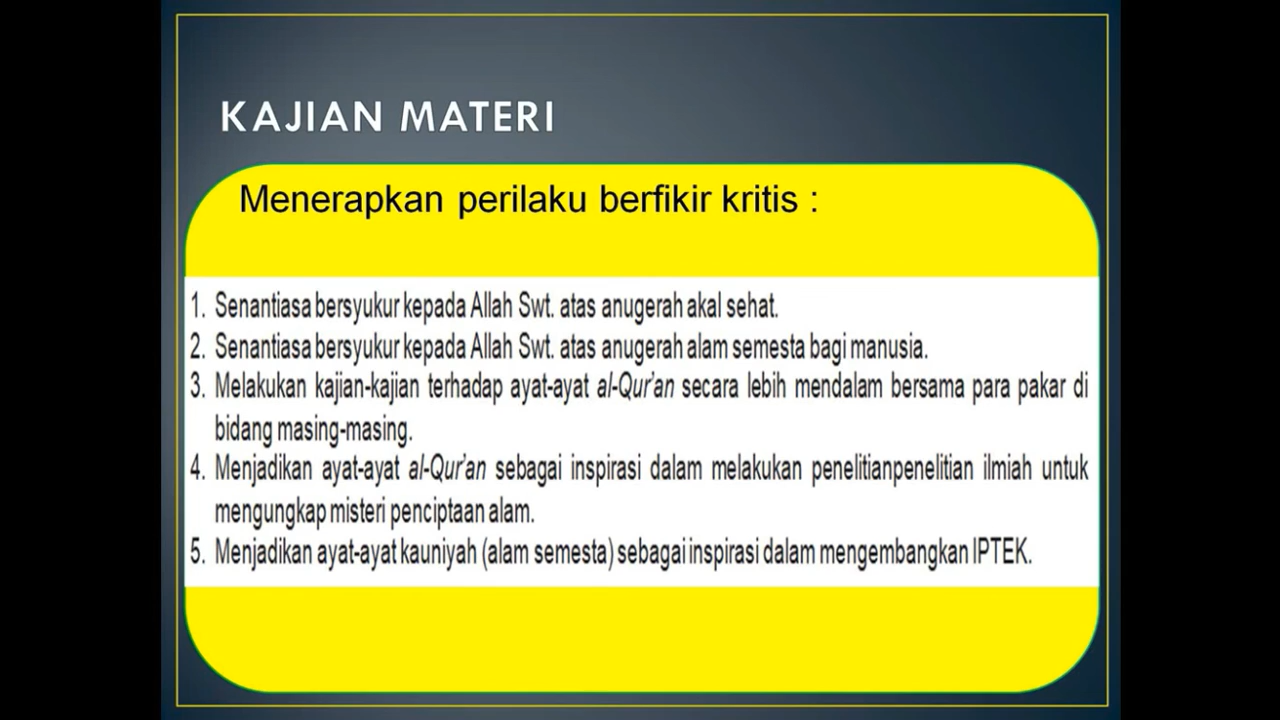 KAJIAN MATERI
Menerapkan perilaku berfikir kritis :
1. Senantiasa bersyukur kepada Allah Swt. atas anugerah akal sehat.
2. Senantiasa bersyukur kepada Allah Swt. atas anugerah alam semesta bagi manusia.
3. Melakukan kajian-kajian terhadap ayat-ayat al-Qur'an secara lebih mendalam bersama para pakar di
bidang masing-masing.
4. Menjadikan ayat-ayat al-Qur'an sebagai inspirasi dalam melakukan penelitianpenelitian ilmiah untuk
mengungkap misteri penciptaan alam.
5. Menjadikan ayat-ayat kauniyah (alam semesta) sebagai inspirasi dalam mengembangkan IPTEK.